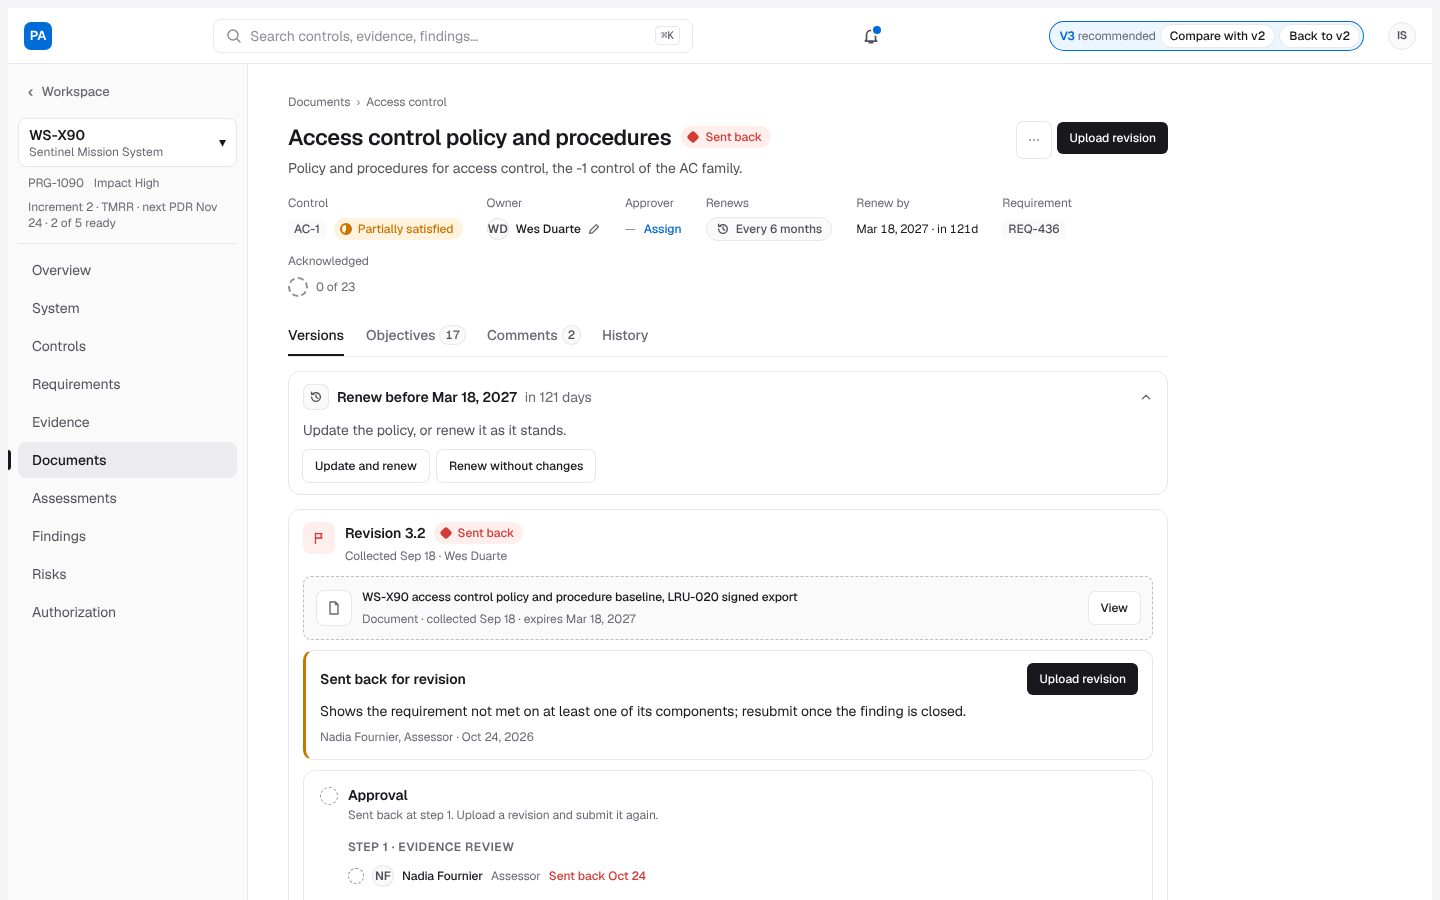 PA
Search controls, evidence, findings...
⌘K
V3 recommended
Compare with v2
Back to v2
IS
‹ Workspace
WS-X90
Sentinel Mission System
PRG-1090 Impact High
Increment 2 · TMRR · next PDR Nov
24 · 2 of 5 ready
Overview
System
Controls
Requirements
Evidence
Documents
Assessments
Findings
Risks
Authorization
Documents › Access control
Access control policy and procedures
Sent back
...
Upload revision
Policy and procedures for access control, the -1 control of the AC family.
Control
AC-1
Partially satisfied
Owner
WD Wes Duarte
Approver
— Assign
Renews
Every 6 months
Renew by
Mar 18, 2027 · in 121d
Requirement
REQ-436
Acknowledged
0 of 23
Versions
Objectives 17
Comments 2
History
Renew before Mar 18, 2027 in 121 days
Update the policy, or renew it as it stands.
Update and renew
Renew without changes
Revision 3.2
Sent back
Collected Sep 18 · Wes Duarte
WS-X90 access control policy and procedure baseline, LRU-020 signed export
Document · collected Sep 18 · expires Mar 18, 2027
View
Sent back for revision
Upload revision
Shows the requirement not met on at least one of its components; resubmit once the finding is closed.
Nadia Fournier, Assessor · Oct 24, 2026
Approval
Sent back at step 1. Upload a revision and submit it again.
STEP 1 · EVIDENCE REVIEW
NF Nadia Fournier Assessor Sent back Oct 24